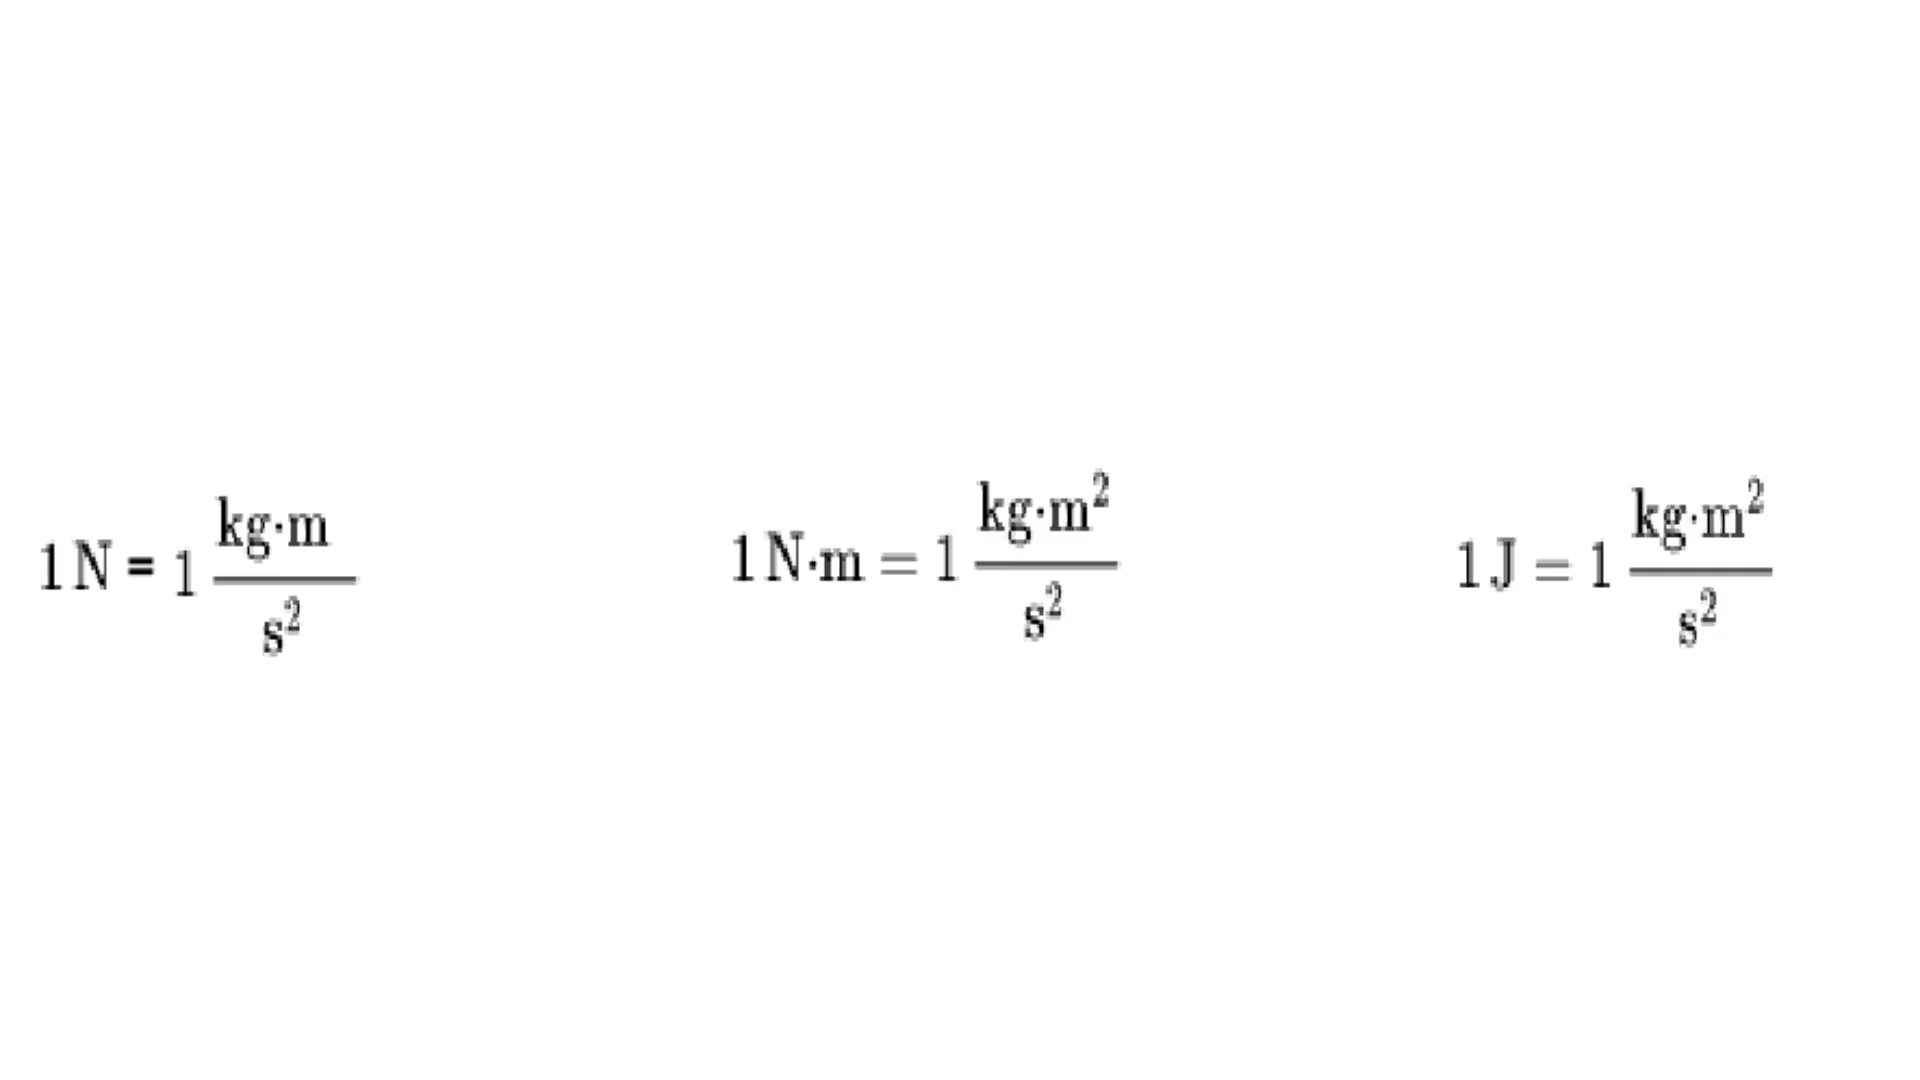 1 N = 1 kg·m / s²
1 N·m = 1 kg·m² / s²
1 J = 1 kg·m² / s²